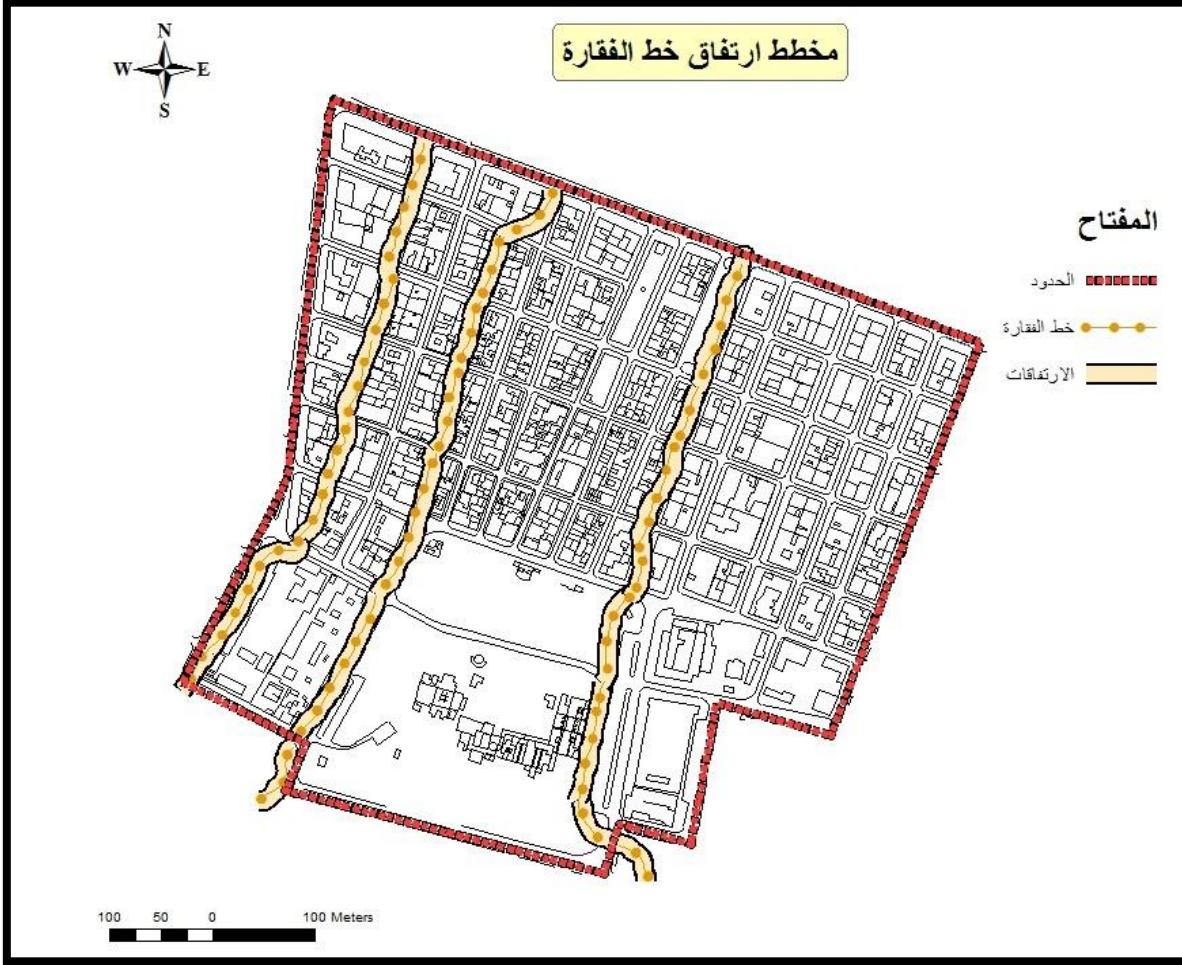 مخطط ارتفاق خط الفقارة
N
W E
S
المفتاح
الحدود
خط الفقارة
الارتفاقات
100 50 0 100 Meters